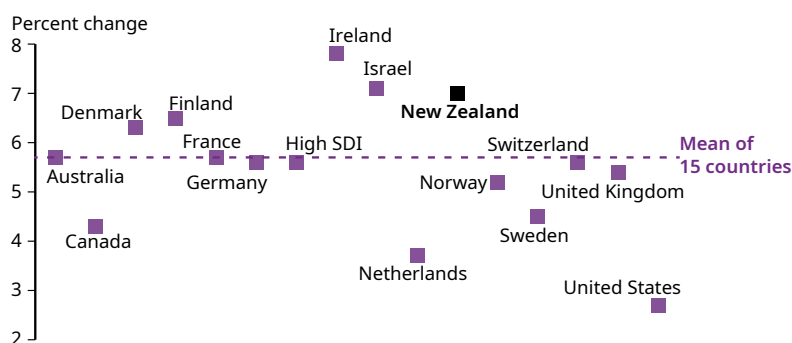 Percent change
8
Ireland
Israel
7
Denmark
Finland
New Zealand
6
France
High SDI
Switzerland
Mean of
15 countries
Australia
Germany
Norway
United Kingdom
5
4
Canada
Sweden
Netherlands
3
United States
2